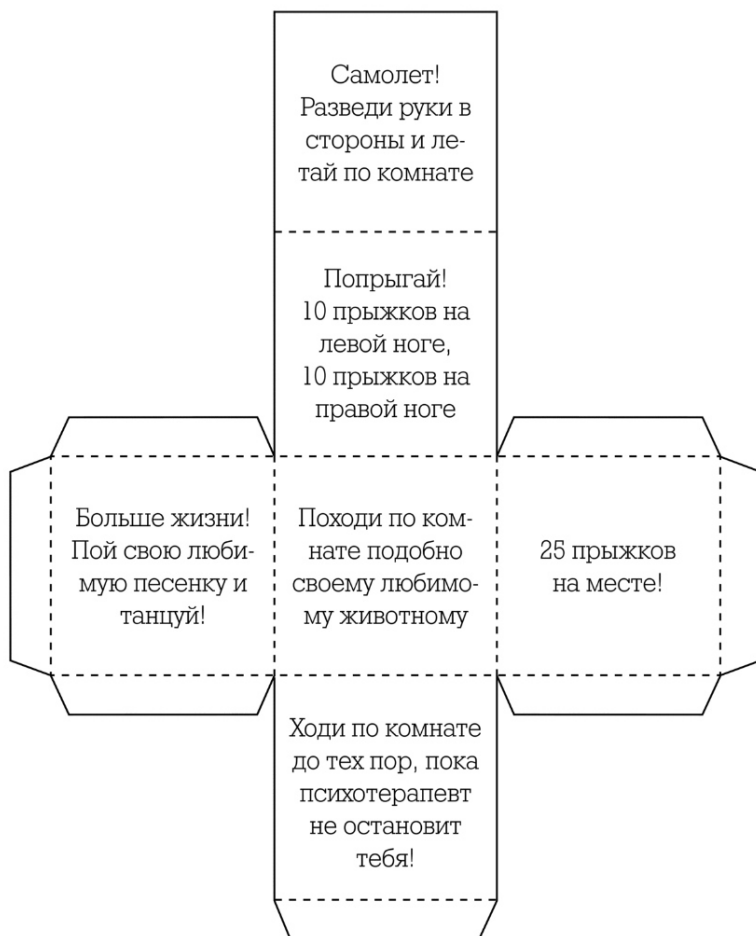 Самолет!
Разведи руки в
стороны и ле-
тай по комнате
Попрыгай!
10 прыжков на
левой ноге,
10 прыжков на
правой ноге
Больше жизни!
Пой свою люби-
мую песенку и
танцуй!
Походи по ком-
нате подобно
своему любимо-
му животному
25 прыжков
на месте!
Ходи по комнате
до тех пор, пока
психотерапевт
не остановит
тебя!